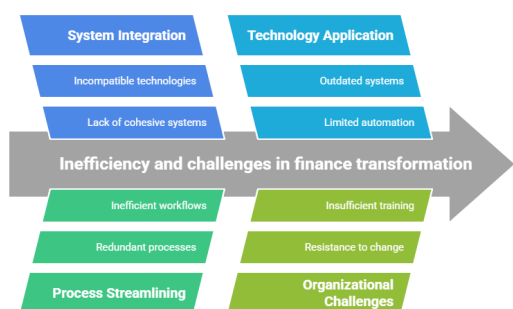 System Integration
Technology Application
Incompatible technologies
Outdated systems
Lack of cohesive systems
Limited automation
Inefficiency and challenges in finance transformation
Inefficient workflows
Insufficient training
Redundant processes
Resistance to change
Process Streamlining
Organizational
Challenges